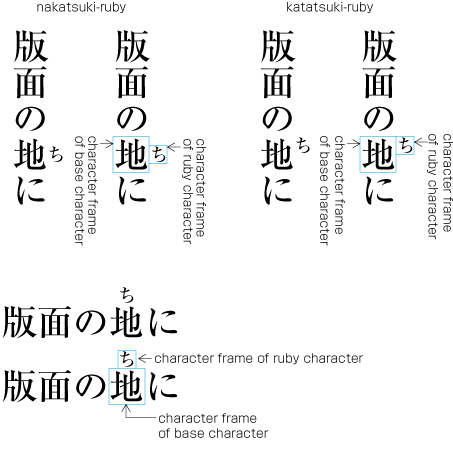 nakatsuki-ruby
katatsuki-ruby
版面の地に
ち
character frame
of base character
版面の地に
ち
character frame
of ruby character
版面の地に
ち
character frame
of base character
版面の地に
ち
character frame
of ruby character
ち
版面の地に
ち
character frame of ruby character
版面の地に
character frame
of base character